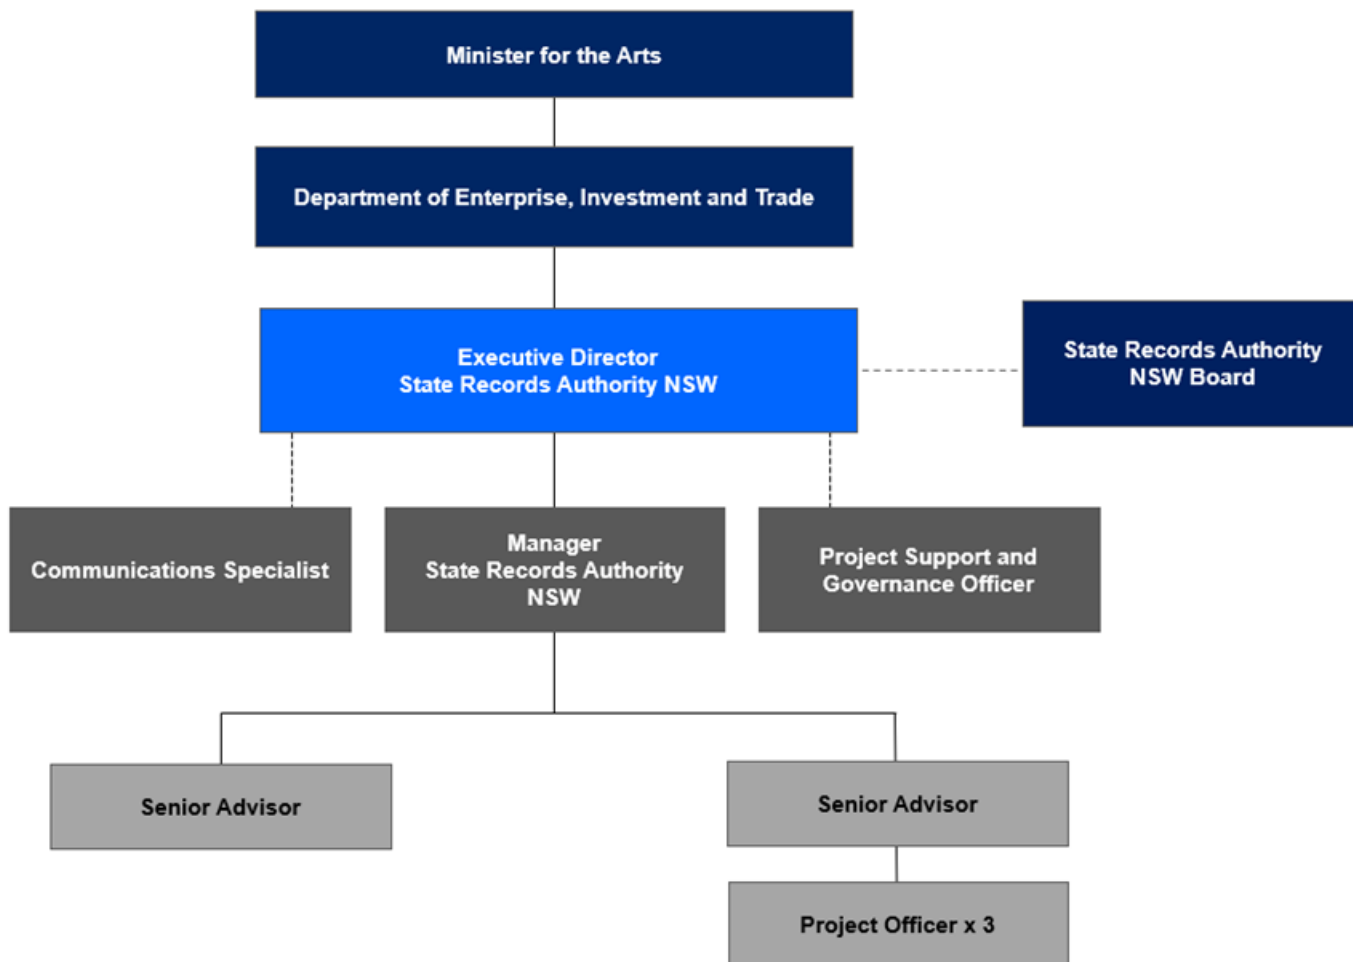 Minister for the Arts
Department of Enterprise, Investment and Trade
Executive Director
State Records Authority NSW
State Records Authority
NSW Board
Communications Specialist
Manager
State Records Authority
NSW
Project Support and
Governance Officer
Senior Advisor
Senior Advisor
Project Officer x 3